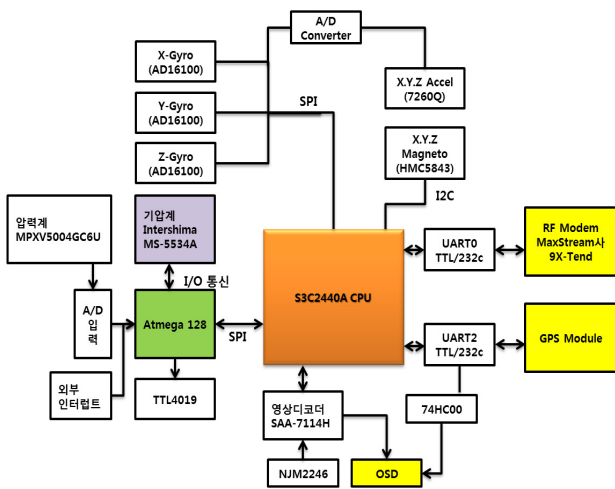 A/D
Converter
X-Gyro
(AD16100)
SPI
X.Y.Z Accel
(7260Q)
Y-Gyro
(AD16100)
X.Y.Z
Magneto
(HMC5843)
Z-Gyro
(AD16100)
I2C
압력계
MPXV5004GC6U
기압계
Intershima
MS-5534A
RF Modem
MaxStream사
9X-Tend
UART0
TTL/232c
I/O 통신
S3C2440A CPU
A/D
입
력
Atmega 128
SPI
UART2
TTL/232c
GPS Module
외부
인터럽트
TTL4019
영상디코더
SAA-7114H
74HC00
NJM2246
OSD